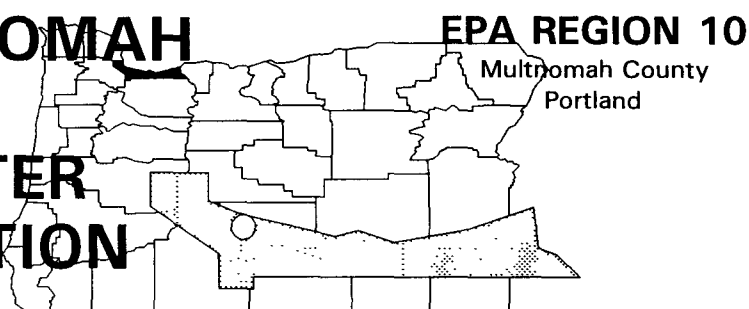 OMAH
EPA REGION 10
Multnomah County
Portland
TER
TION